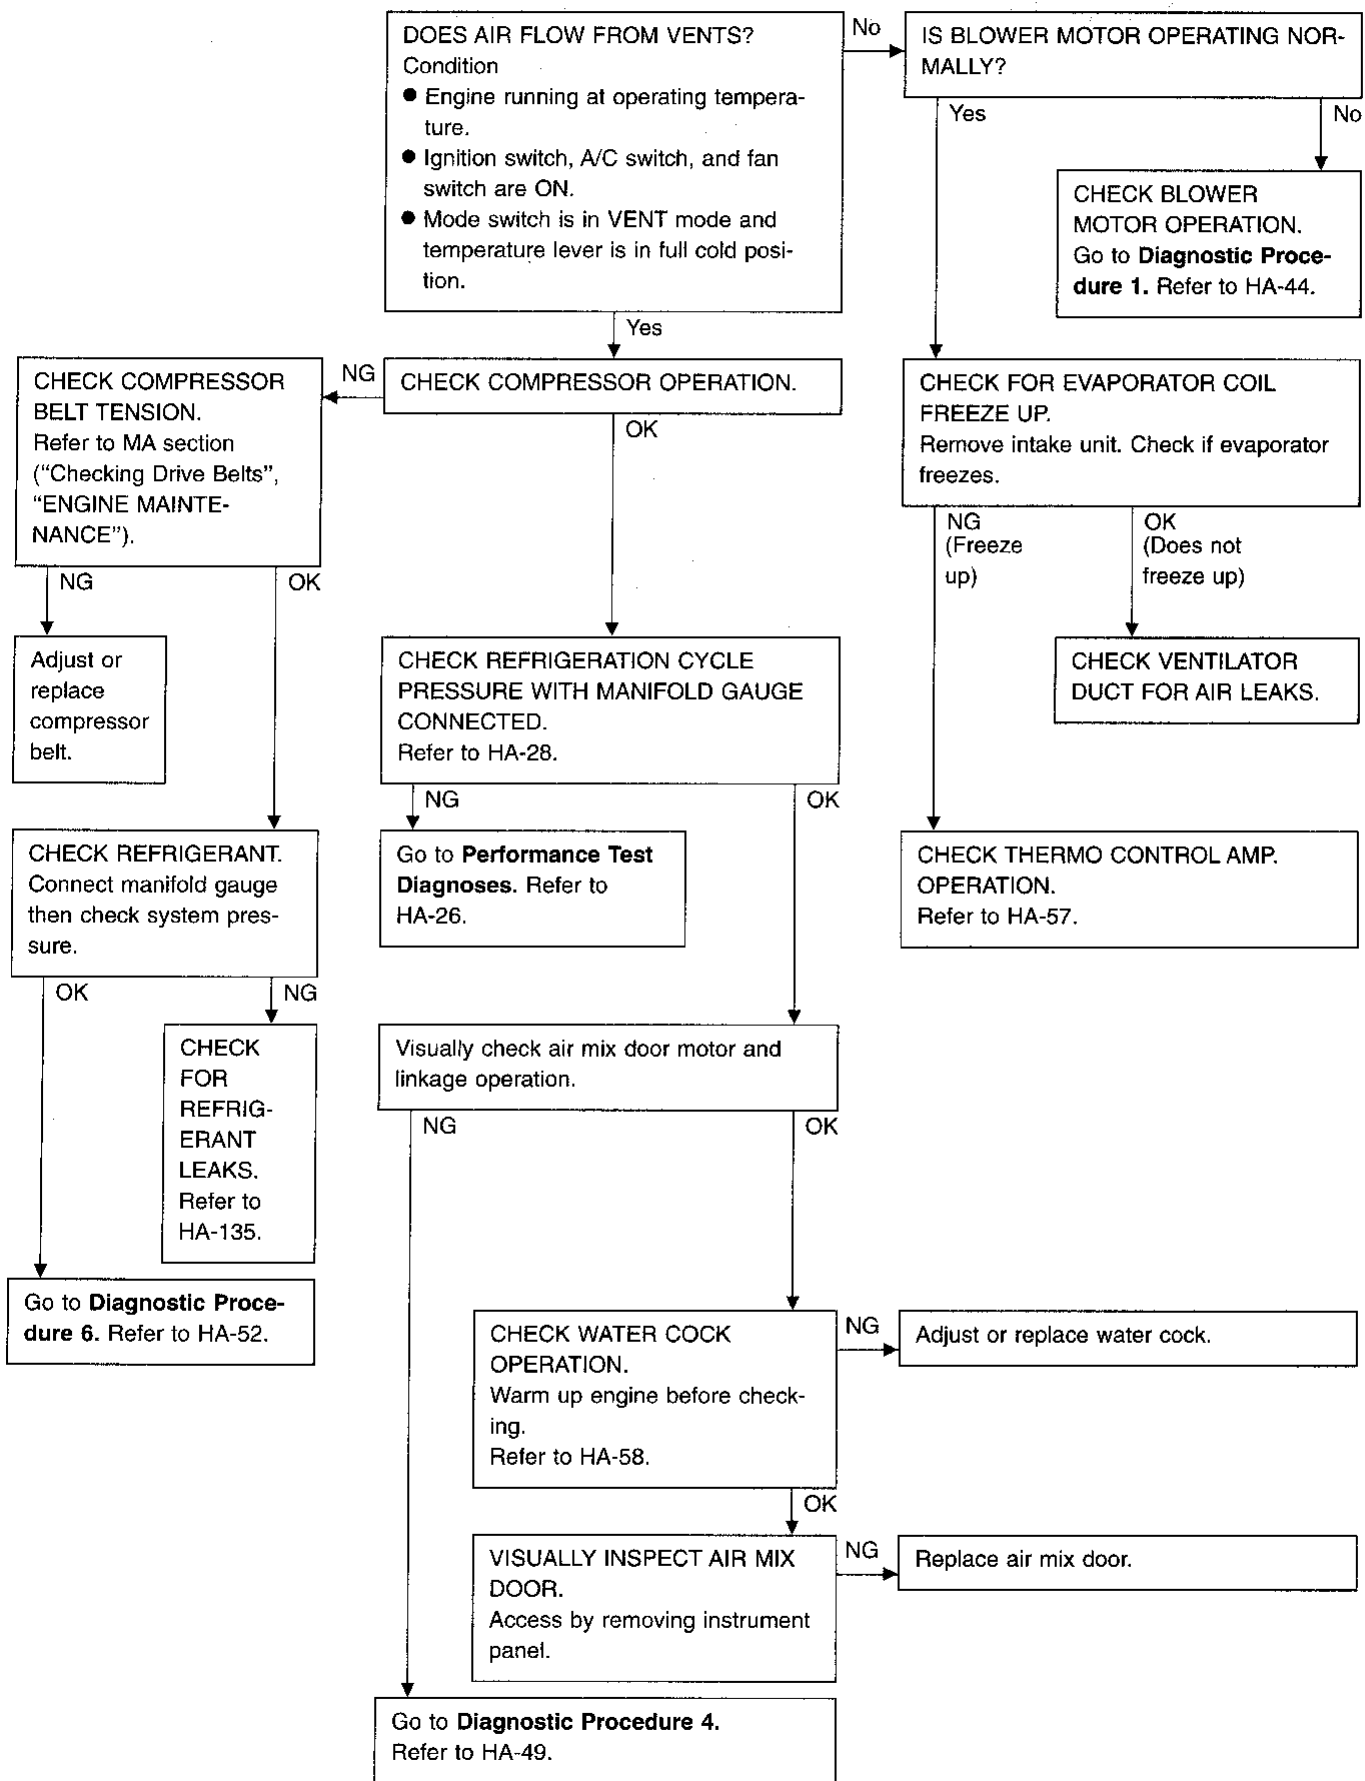 DOES AIR FLOW FROM VENTS?
Condition
● Engine running at operating tempera-
ture.
● Ignition switch, A/C switch, and fan
switch are ON.
● Mode switch is in VENT mode and
temperature lever is in full cold posi-
tion.
No
IS BLOWER MOTOR OPERATING NOR-
MALLY?
Yes
No
CHECK BLOWER
MOTOR OPERATION.
Go to Diagnostic Proce-
dure 1. Refer to HA-44.
Yes
CHECK COMPRESSOR OPERATION.
NG
OK
CHECK COMPRESSOR
BELT TENSION.
Refer to MA section
("Checking Drive Belts",
"ENGINE MAINTE-
NANCE").
NG
OK
CHECK FOR EVAPORATOR COIL
FREEZE UP.
Remove intake unit. Check if evaporator
freezes.
NG
(Freeze
up)
OK
(Does not
freeze up)
Adjust or
replace
compressor
belt.
CHECK REFRIGERATION CYCLE
PRESSURE WITH MANIFOLD GAUGE
CONNECTED.
Refer to HA-28.
NG
OK
CHECK VENTILATOR
DUCT FOR AIR LEAKS.
CHECK REFRIGERANT.
Connect manifold gauge
then check system pres-
sure.
OK
NG
Go to Performance Test
Diagnoses. Refer to
HA-26.
CHECK THERMO CONTROL AMP.
OPERATION.
Refer to HA-57.
CHECK
FOR
REFRIG-
ERANT
LEAKS.
Refer to
HA-135.
Visually check air mix door motor and
linkage operation.
NG
OK
Go to Diagnostic Proce-
dure 6. Refer to HA-52.
CHECK WATER COCK
OPERATION.
Warm up engine before check-
ing.
Refer to HA-58.
NG
Adjust or replace water cock.
OK
VISUALLY INSPECT AIR MIX
DOOR.
Access by removing instrument
panel.
NG
Replace air mix door.
Go to Diagnostic Procedure 4.
Refer to HA-49.